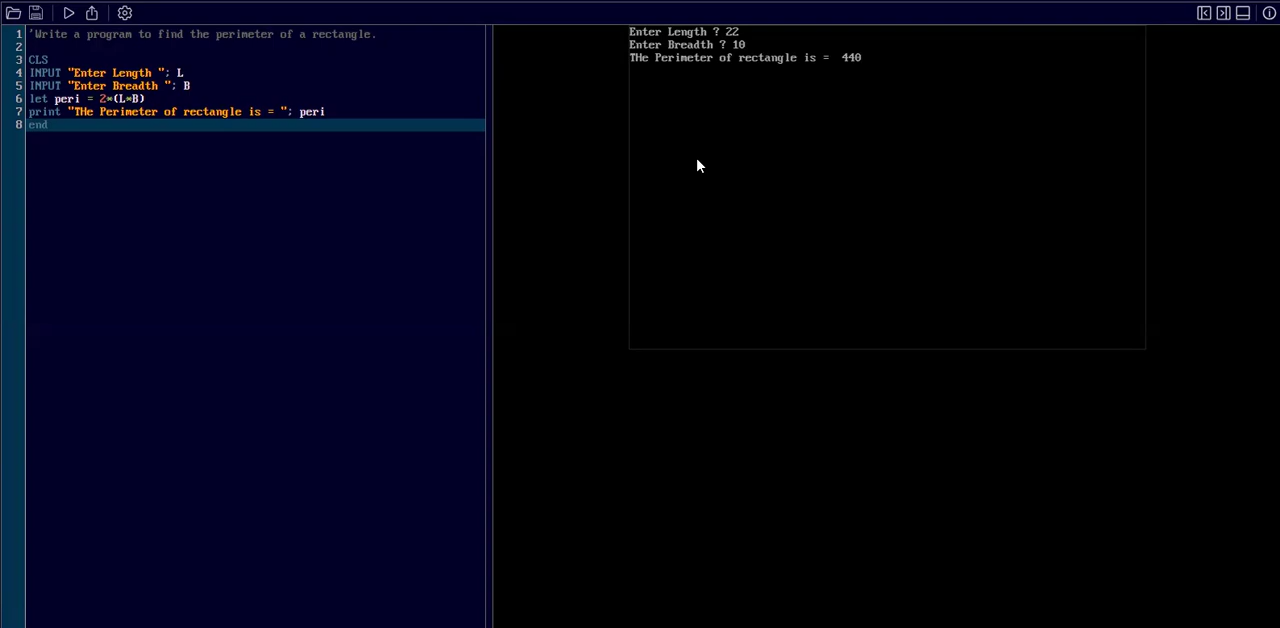 1 'Write a program to find the perimeter of a rectangle.
2
3 CLS
4 INPUT "Enter Length "; L
5 INPUT "Enter Breadth "; B
6 let peri = 2*(L*B)
7 print "THe Perimeter of rectangle is = "; peri
8 end
Enter Length ? 22
Enter Breadth ? 10
THe Perimeter of rectangle is =  440